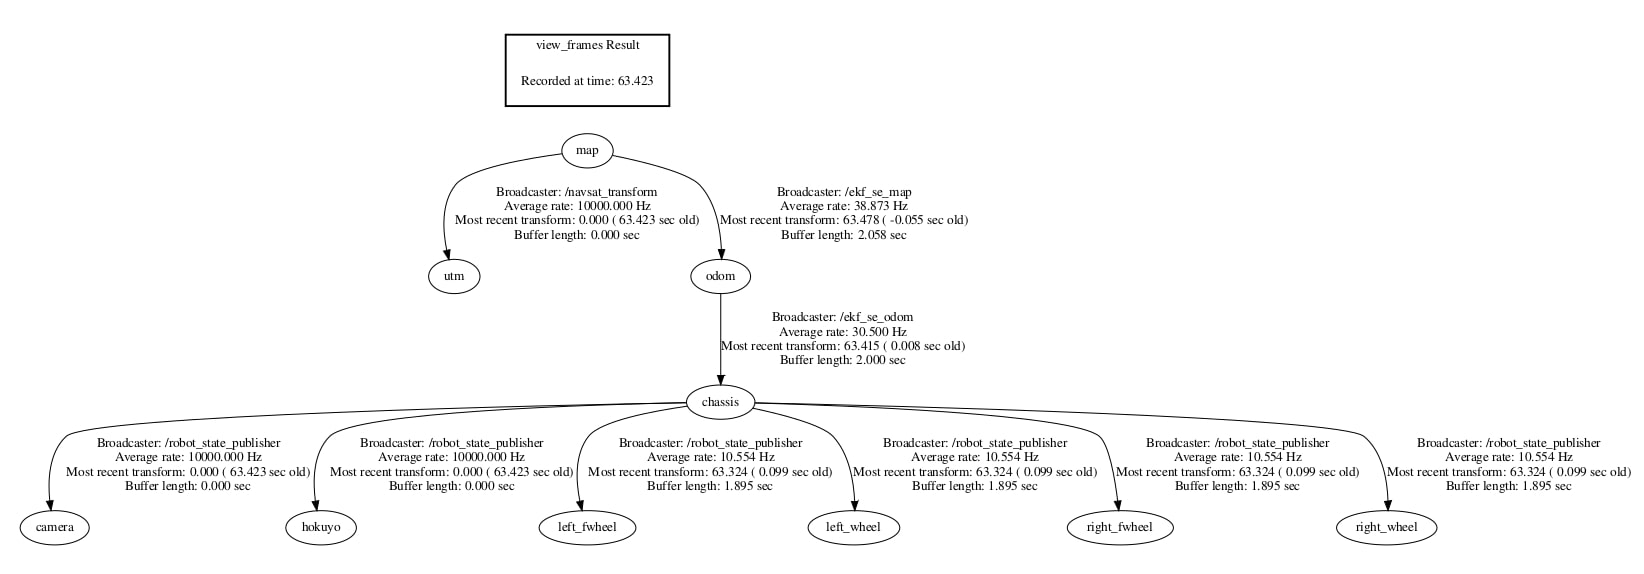 view_frames Result
Recorded at time: 63.423
map
Broadcaster: /navsat_transform
Average rate: 10000.000 Hz
Most recent transform: 0.000 ( 63.423 sec old)
Buffer length: 0.000 sec
Broadcaster: /ekf_se_map
Average rate: 38.873 Hz
Most recent transform: 63.478 ( -0.055 sec old)
Buffer length: 2.058 sec
utm
odom
Broadcaster: /ekf_se_odom
Average rate: 30.500 Hz
Most recent transform: 63.415 ( 0.008 sec old)
Buffer length: 2.000 sec
chassis
Broadcaster: /robot_state_publisher
Average rate: 10000.000 Hz
Most recent transform: 0.000 ( 63.423 sec old)
Buffer length: 0.000 sec
Broadcaster: /robot_state_publisher
Average rate: 10000.000 Hz
Most recent transform: 0.000 ( 63.423 sec old)
Buffer length: 0.000 sec
Broadcaster: /robot_state_publisher
Average rate: 10.554 Hz
Most recent transform: 63.324 ( 0.099 sec old)
Buffer length: 1.895 sec
Broadcaster: /robot_state_publisher
Average rate: 10.554 Hz
Most recent transform: 63.324 ( 0.099 sec old)
Buffer length: 1.895 sec
Broadcaster: /robot_state_publisher
Average rate: 10.554 Hz
Most recent transform: 63.324 ( 0.099 sec old)
Buffer length: 1.895 sec
Broadcaster: /robot_state_publisher
Average rate: 10.554 Hz
Most recent transform: 63.324 ( 0.099 sec old)
Buffer length: 1.895 sec
camera
hokuyo
left_fwheel
left_wheel
right_fwheel
right_wheel